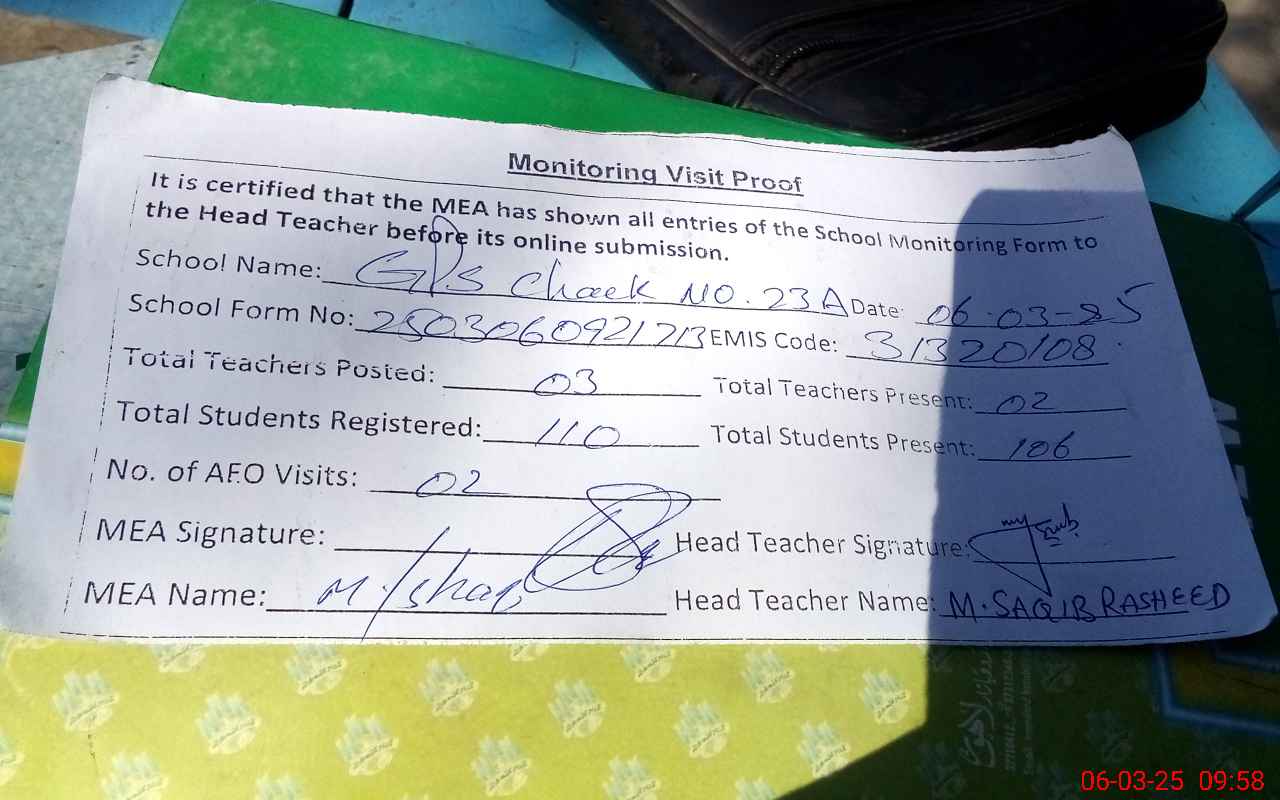 Monitoring Visit Proof
It is certified that the MEA has shown all entries of the School Monitoring Form to
the Head Teacher before its online submission.
School Name: GPS Chack NO. 23 A Date: 06-03-25
School Form No: 2503060921213 EMIS Code: 31320108
Total Teachers Posted: 03 Total Teachers Present: 02
Total Students Registered: 110 Total Students Present: 106
No. of AEO Visits: 02
MEA Signature: Head Teacher Signature:
MEA Name: M. Ishaq Head Teacher Name: M. SAQIB RASHEED
06-03-25 09:58